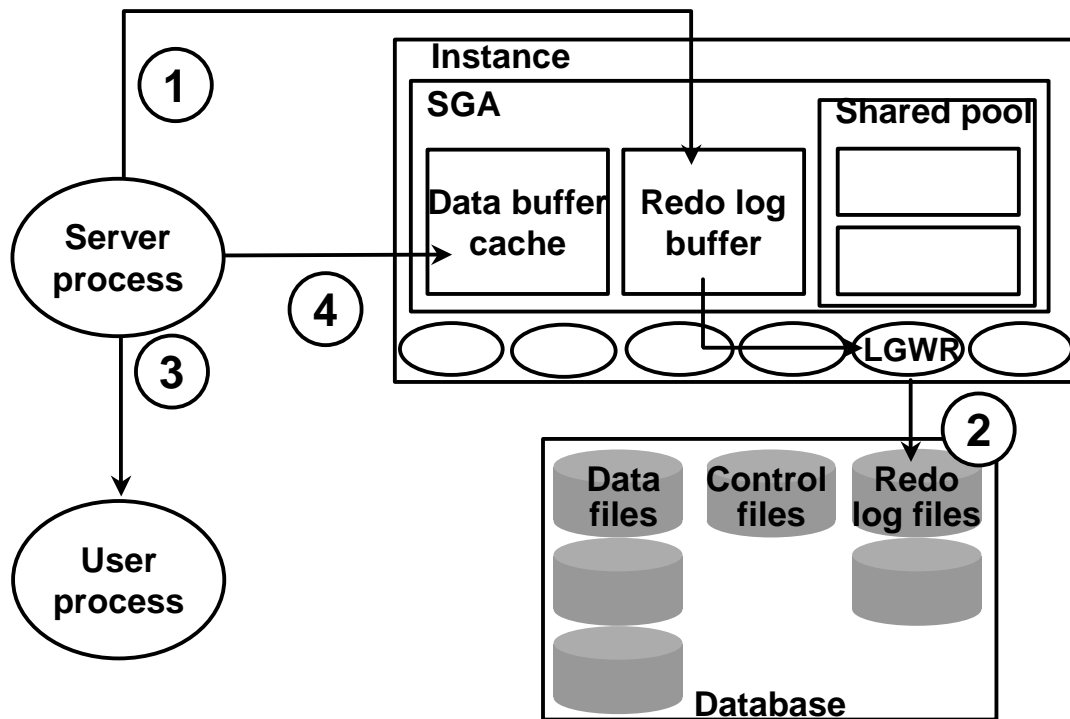 Instance
1
SGA
Shared pool
Data buffer
cache
Redo log
buffer
Server
process
4
3
LGWR
2
Data
files
Control
files
Redo
log files
User
process
Database